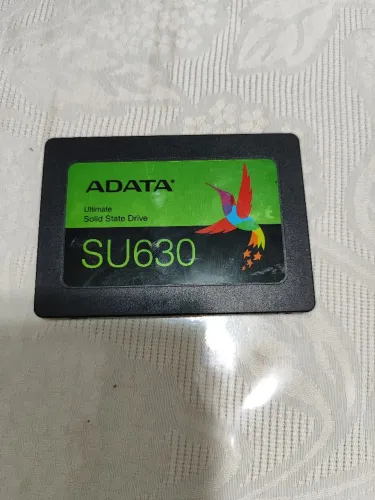 ADATA
Ultimate
Solid State Drive
SU630